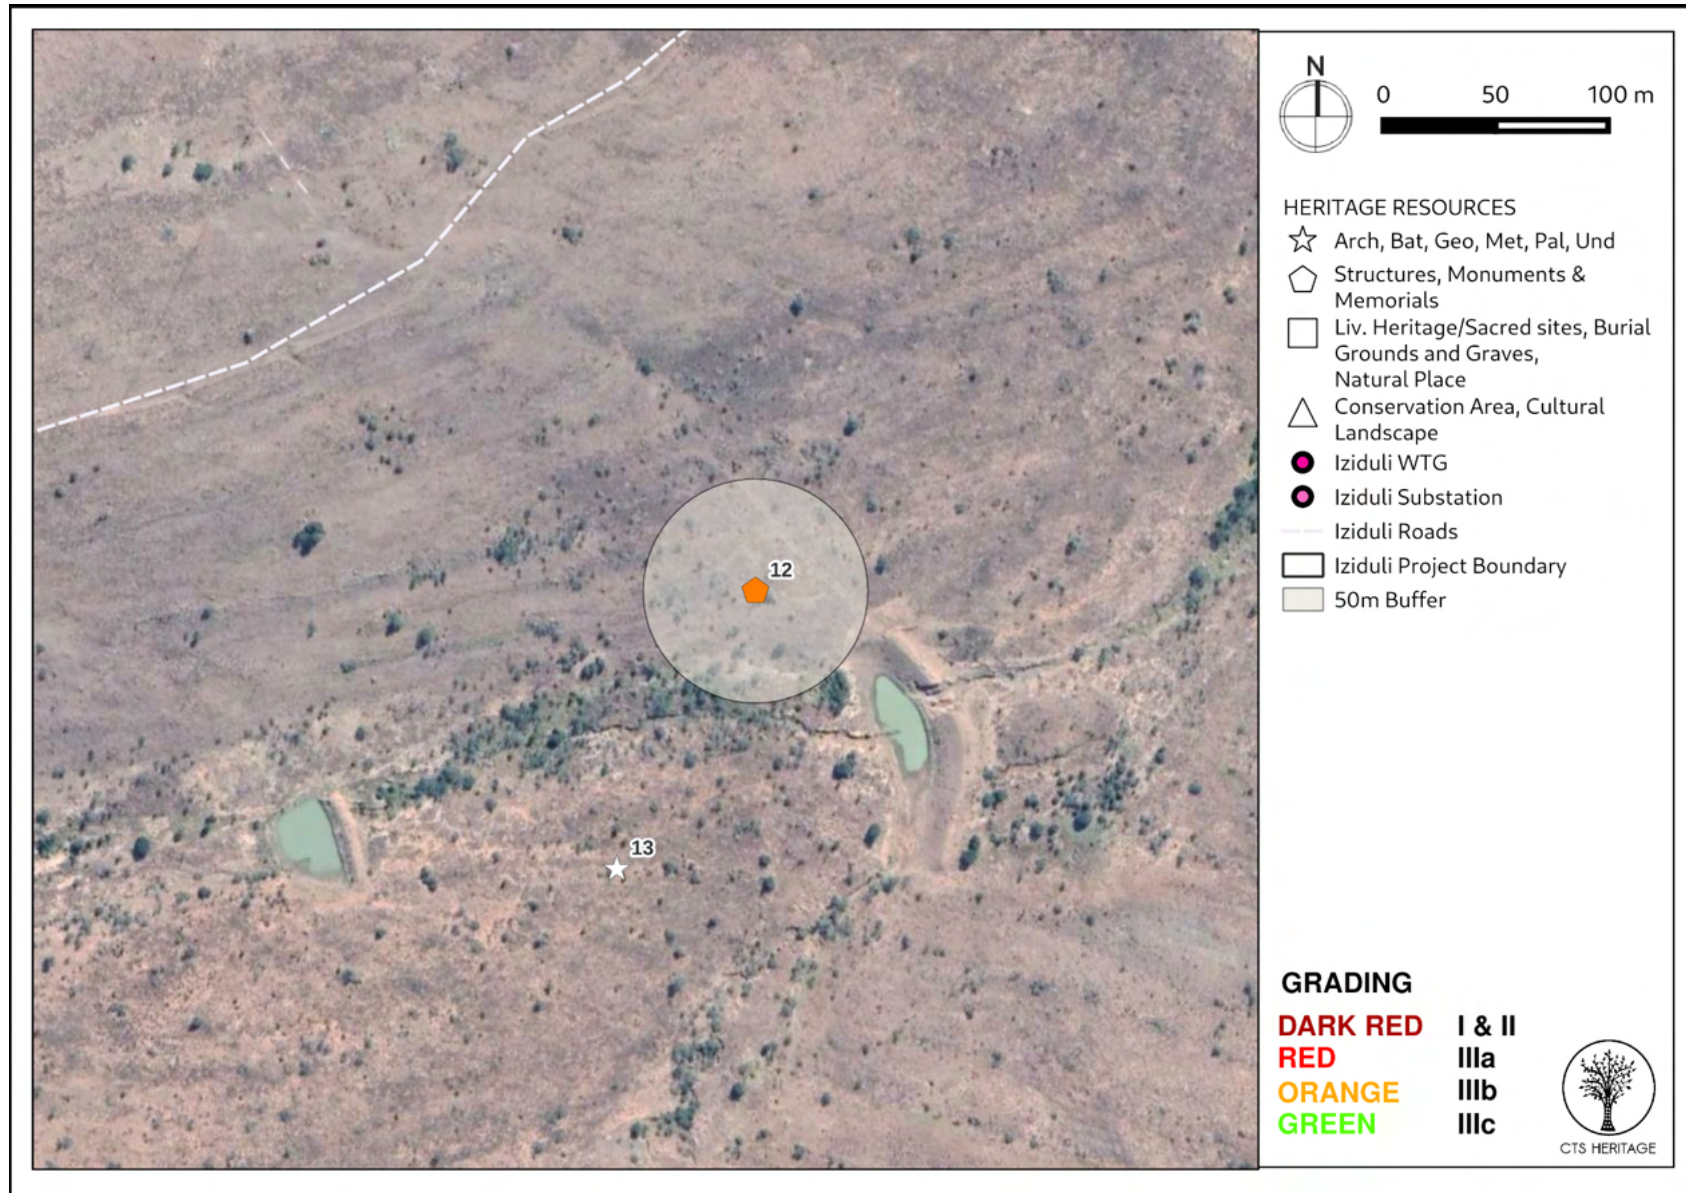 N
0 50 100 m
HERITAGE RESOURCES
Arch, Bat, Geo, Met, Pal, Und
Structures, Monuments &
Memorials
Liv. Heritage/Sacred sites, Burial
Grounds and Graves,
Natural Place
Conservation Area, Cultural
Landscape
Iziduli WTG
Iziduli Substation
Iziduli Roads
Iziduli Project Boundary
50m Buffer
12
13
GRADING
DARK RED I & II
RED IIIa
ORANGE IIIb
GREEN IIIc
CTS HERITAGE